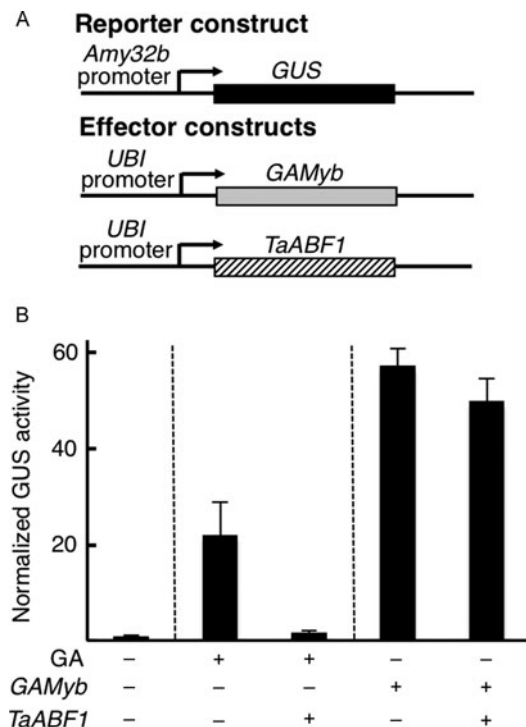 A
Reporter construct
Amy32b
promoter
GUS
Effector constructs
UBI
promoter
GAMyb
UBI
promoter
TaABF1
B
Normalized GUS activity
60
40
20
GA – + + – –
GAMyb – – – + +
TaABF1 – – + – +